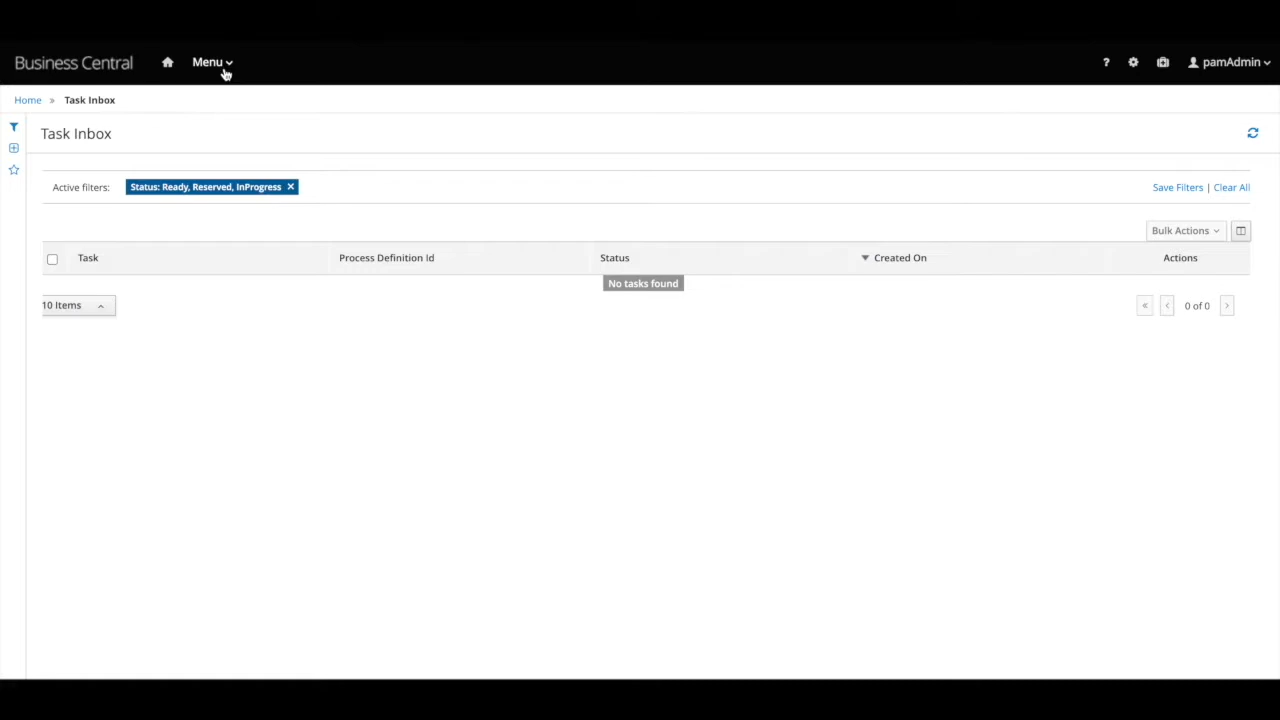 Business Central Menu ? pamAdmin
Home » Task Inbox
Task Inbox
Active filters: Status: Ready, Reserved, InProgress × Save Filters | Clear All
Bulk Actions
Task Process Definition Id Status Created On Actions
No tasks found
10 Items « < 0 of 0 >